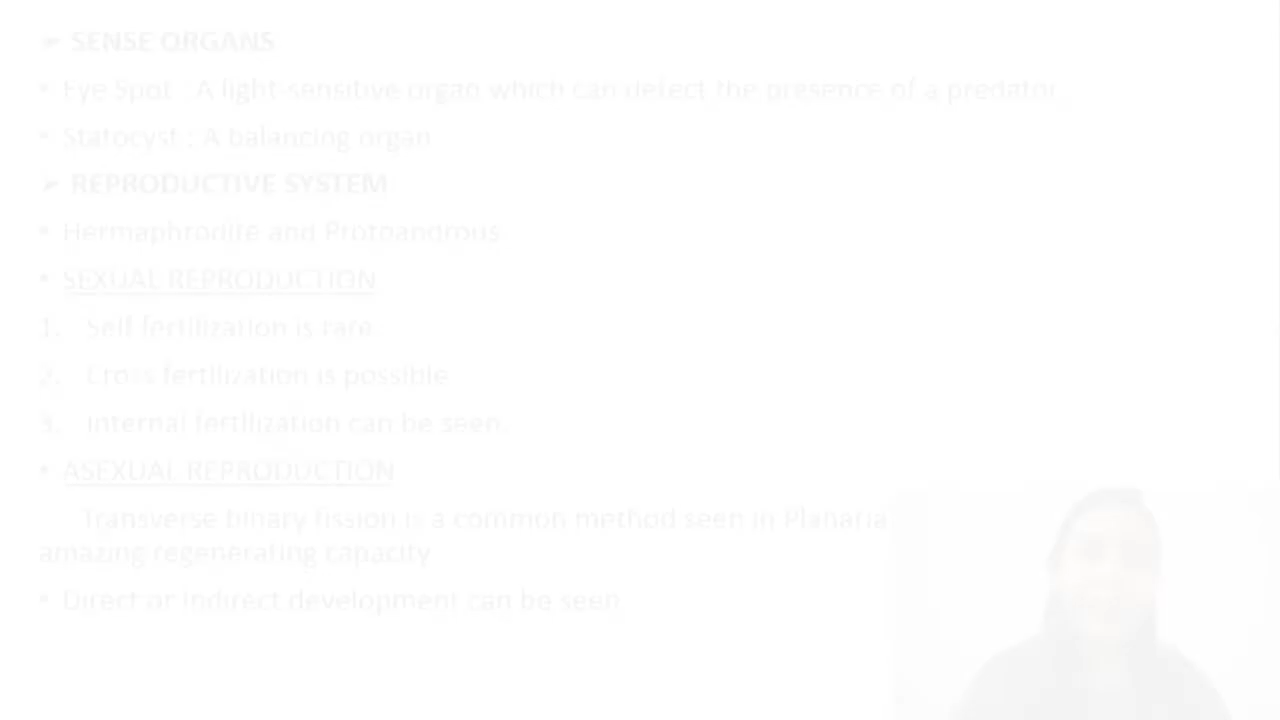 ➤ SENSE ORGANS
• Eye Spot : A light-sensitive organ which can detect the presence of a predator.
• Statocyst : A balancing organ
➤ REPRODUCTIVE SYSTEM
• Hermaphrodite and Protoandrous
• SEXUAL REPRODUCTION
1. Self fertilization is rare.
2. Cross fertilization is possible
3. Internal fertilization can be seen.
• ASEXUAL REPRODUCTION
Transverse binary fission is a common method seen in Planaria
amazing regenerating capacity
• Direct or Indirect development can be seen